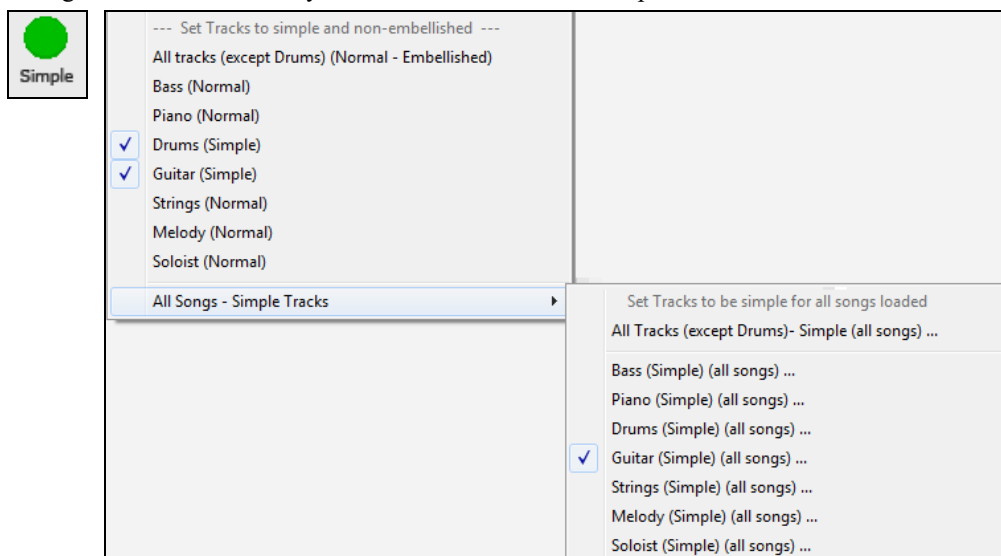 Simple
--- Set Tracks to simple and non-embellished ---
All tracks (except Drums) (Normal - Embellished)
Bass (Normal)
Piano (Normal)
Drums (Simple)
Guitar (Simple)
Strings (Normal)
Melody (Normal)
Soloist (Normal)
All Songs - Simple Tracks
Set Tracks to be simple for all songs loaded
All Tracks (except Drums)- Simple (all songs) ...
Bass (Simple) (all songs) ...
Piano (Simple) (all songs) ...
Drums (Simple) (all songs) ...
Guitar (Simple) (all songs) ...
Strings (Simple) (all songs) ...
Melody (Simple) (all songs) ...
Soloist (Simple) (all songs) ...